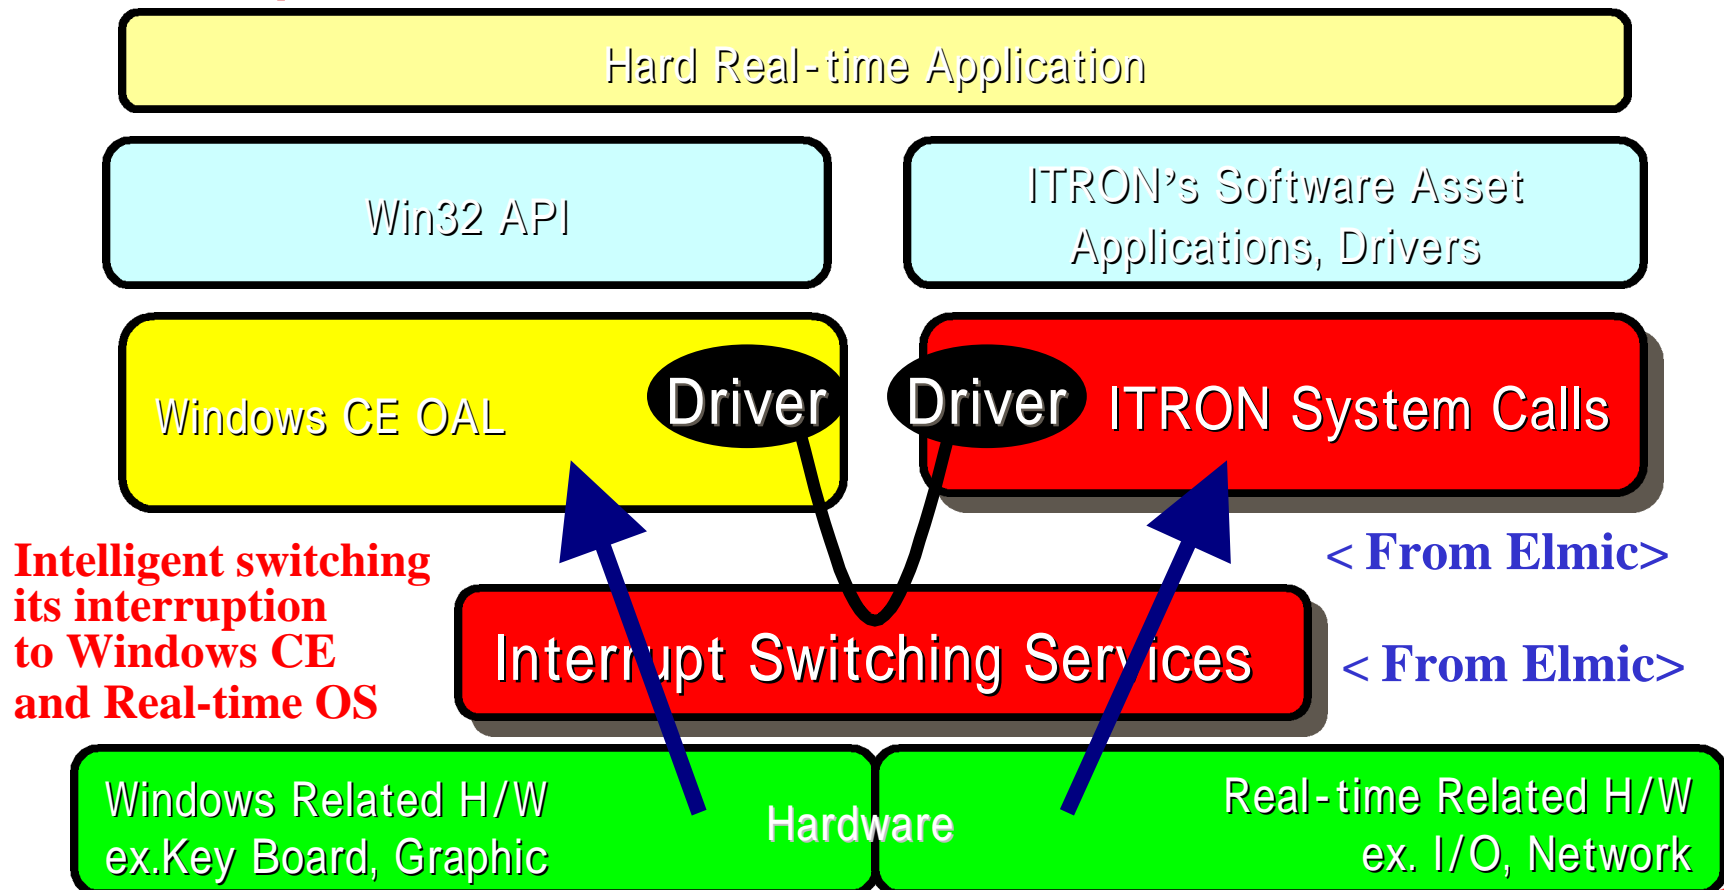 Hard Real-time Application
Win32 API
ITRON's Software Asset
Applications, Drivers
Windows CE OAL
Driver
Driver
ITRON System Calls
Intelligent switching
its interruption
to Windows CE
and Real-time OS
< From Elmic>
Interrupt Switching Services
< From Elmic>
Windows Related H/W
ex.Key Board, Graphic
Hardware
Real-time Related H/W
ex. I/O, Network